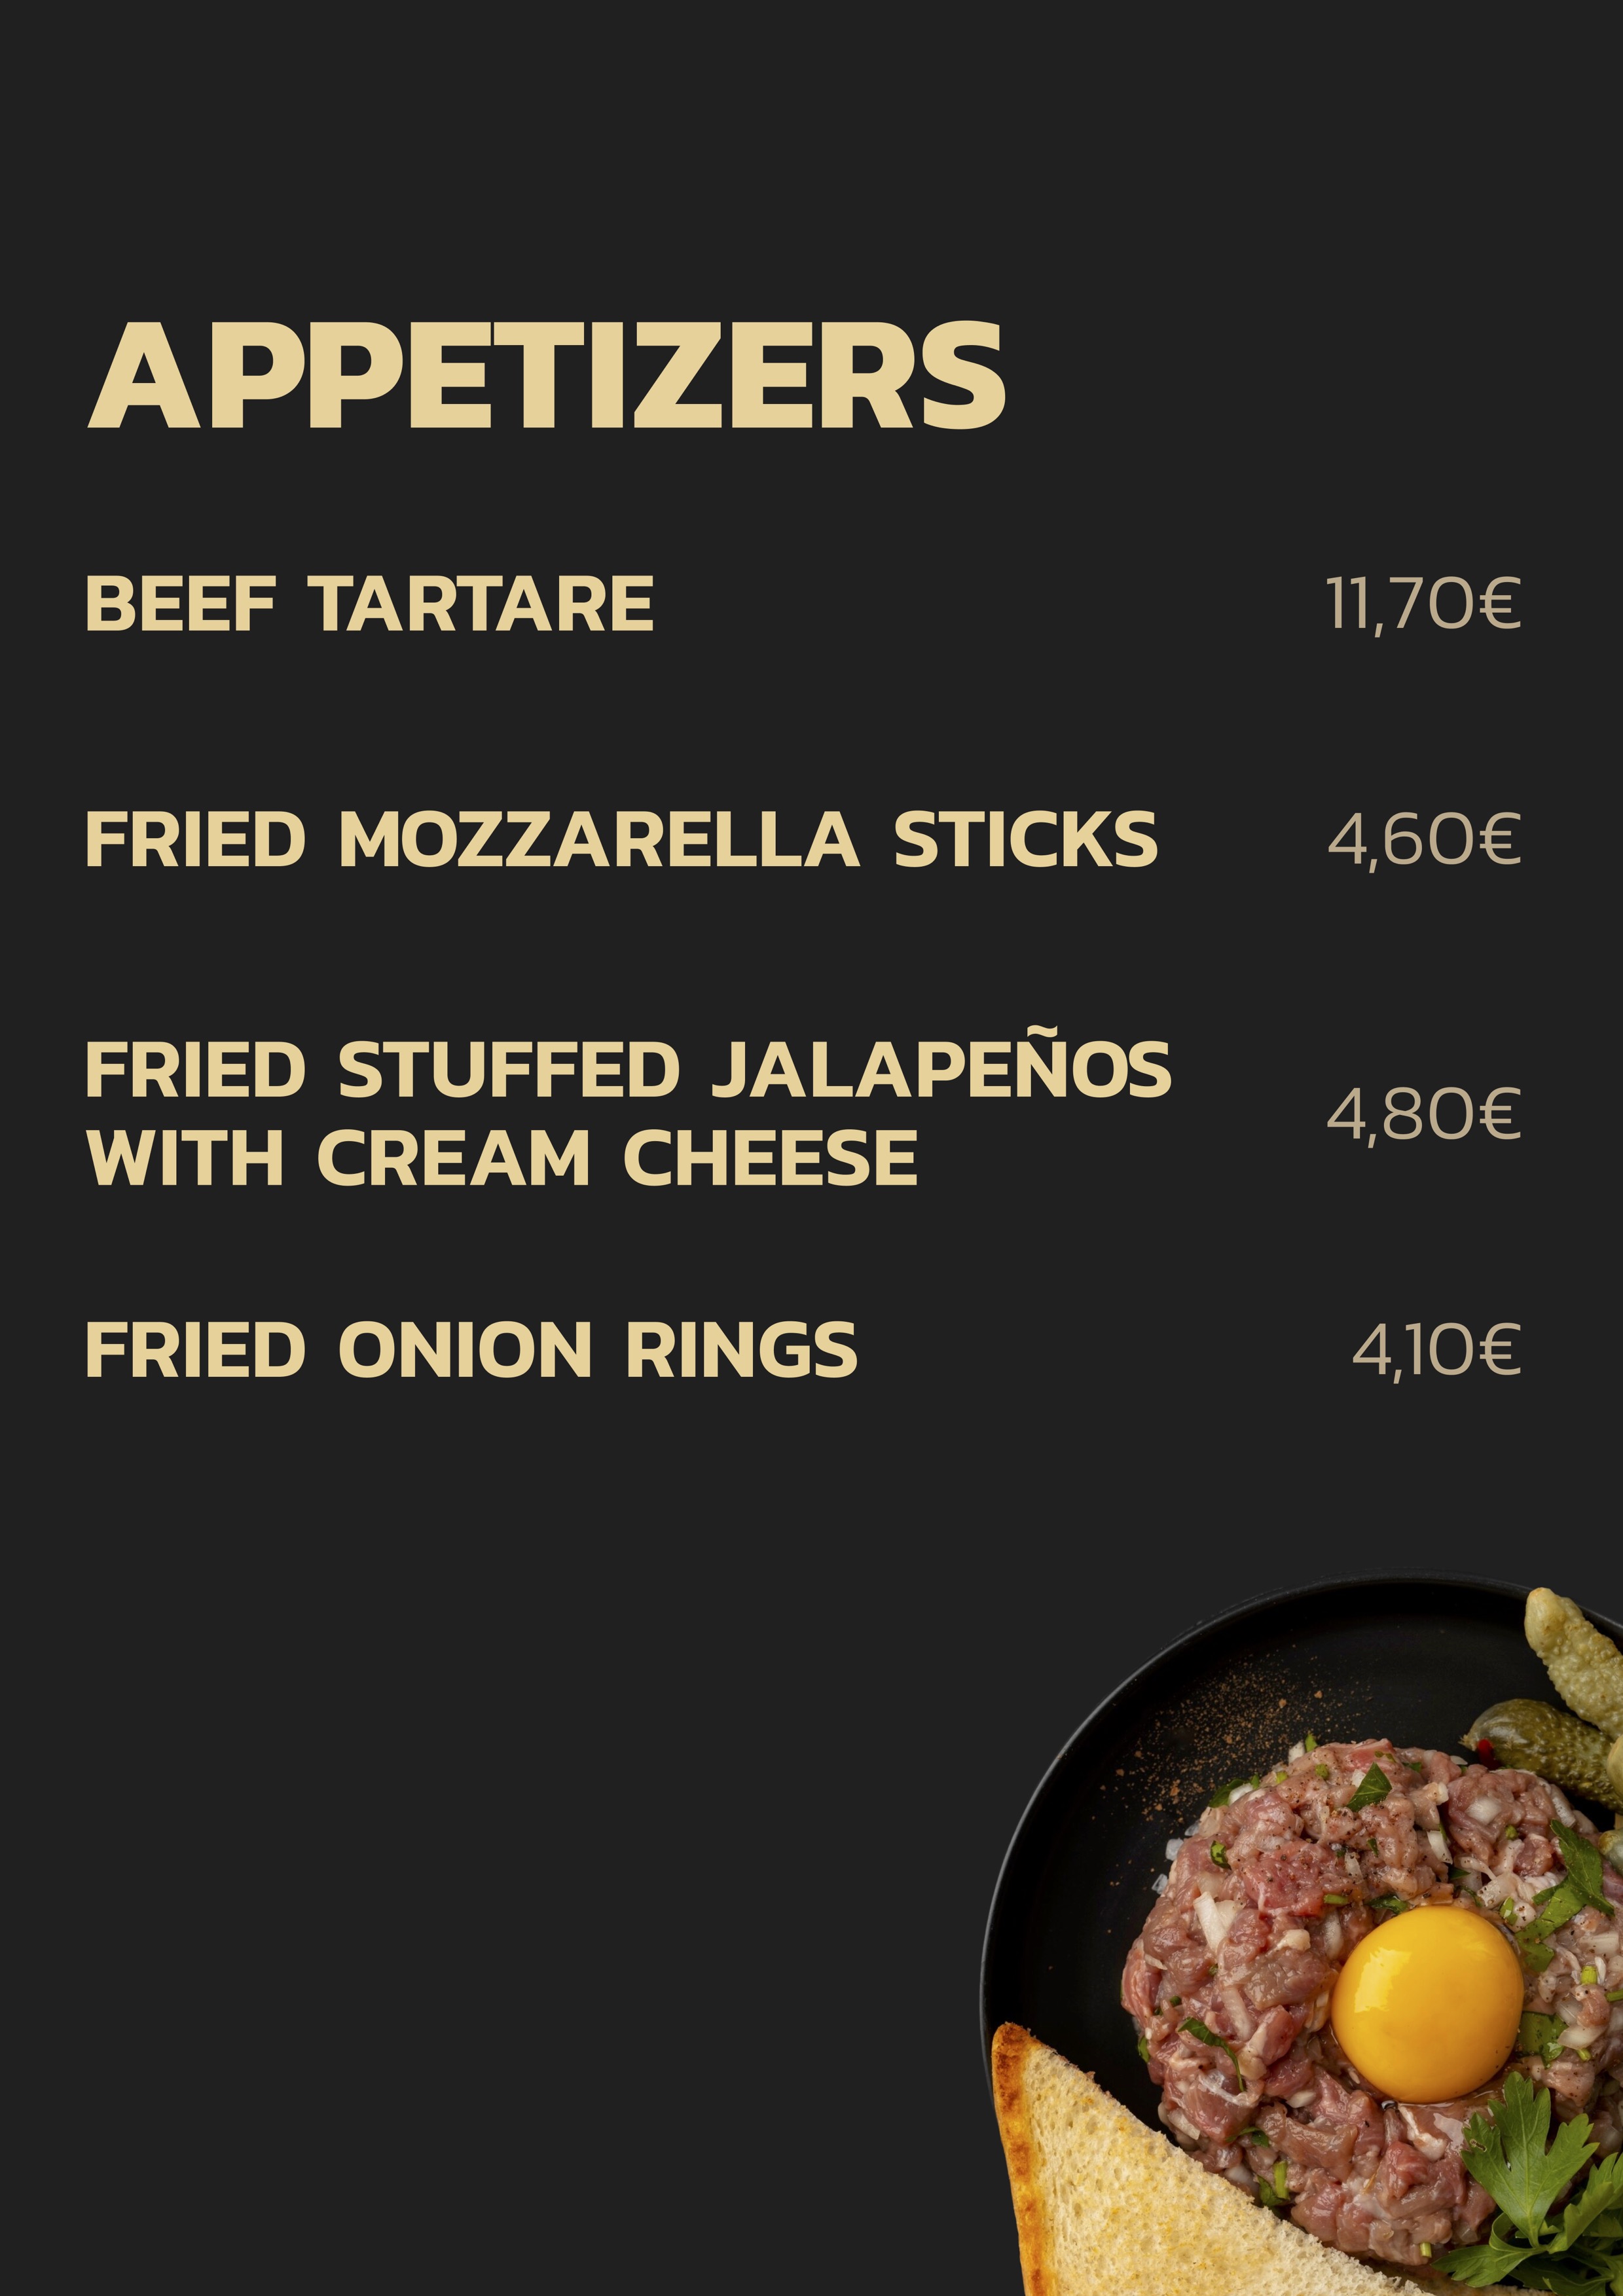 APPETIZERS
BEEF TARTARE 11,70€
FRIED MOZZARELLA STICKS 4,60€
FRIED STUFFED JALAPEÑOS
WITH CREAM CHEESE 4,80€
FRIED ONION RINGS 4,10€